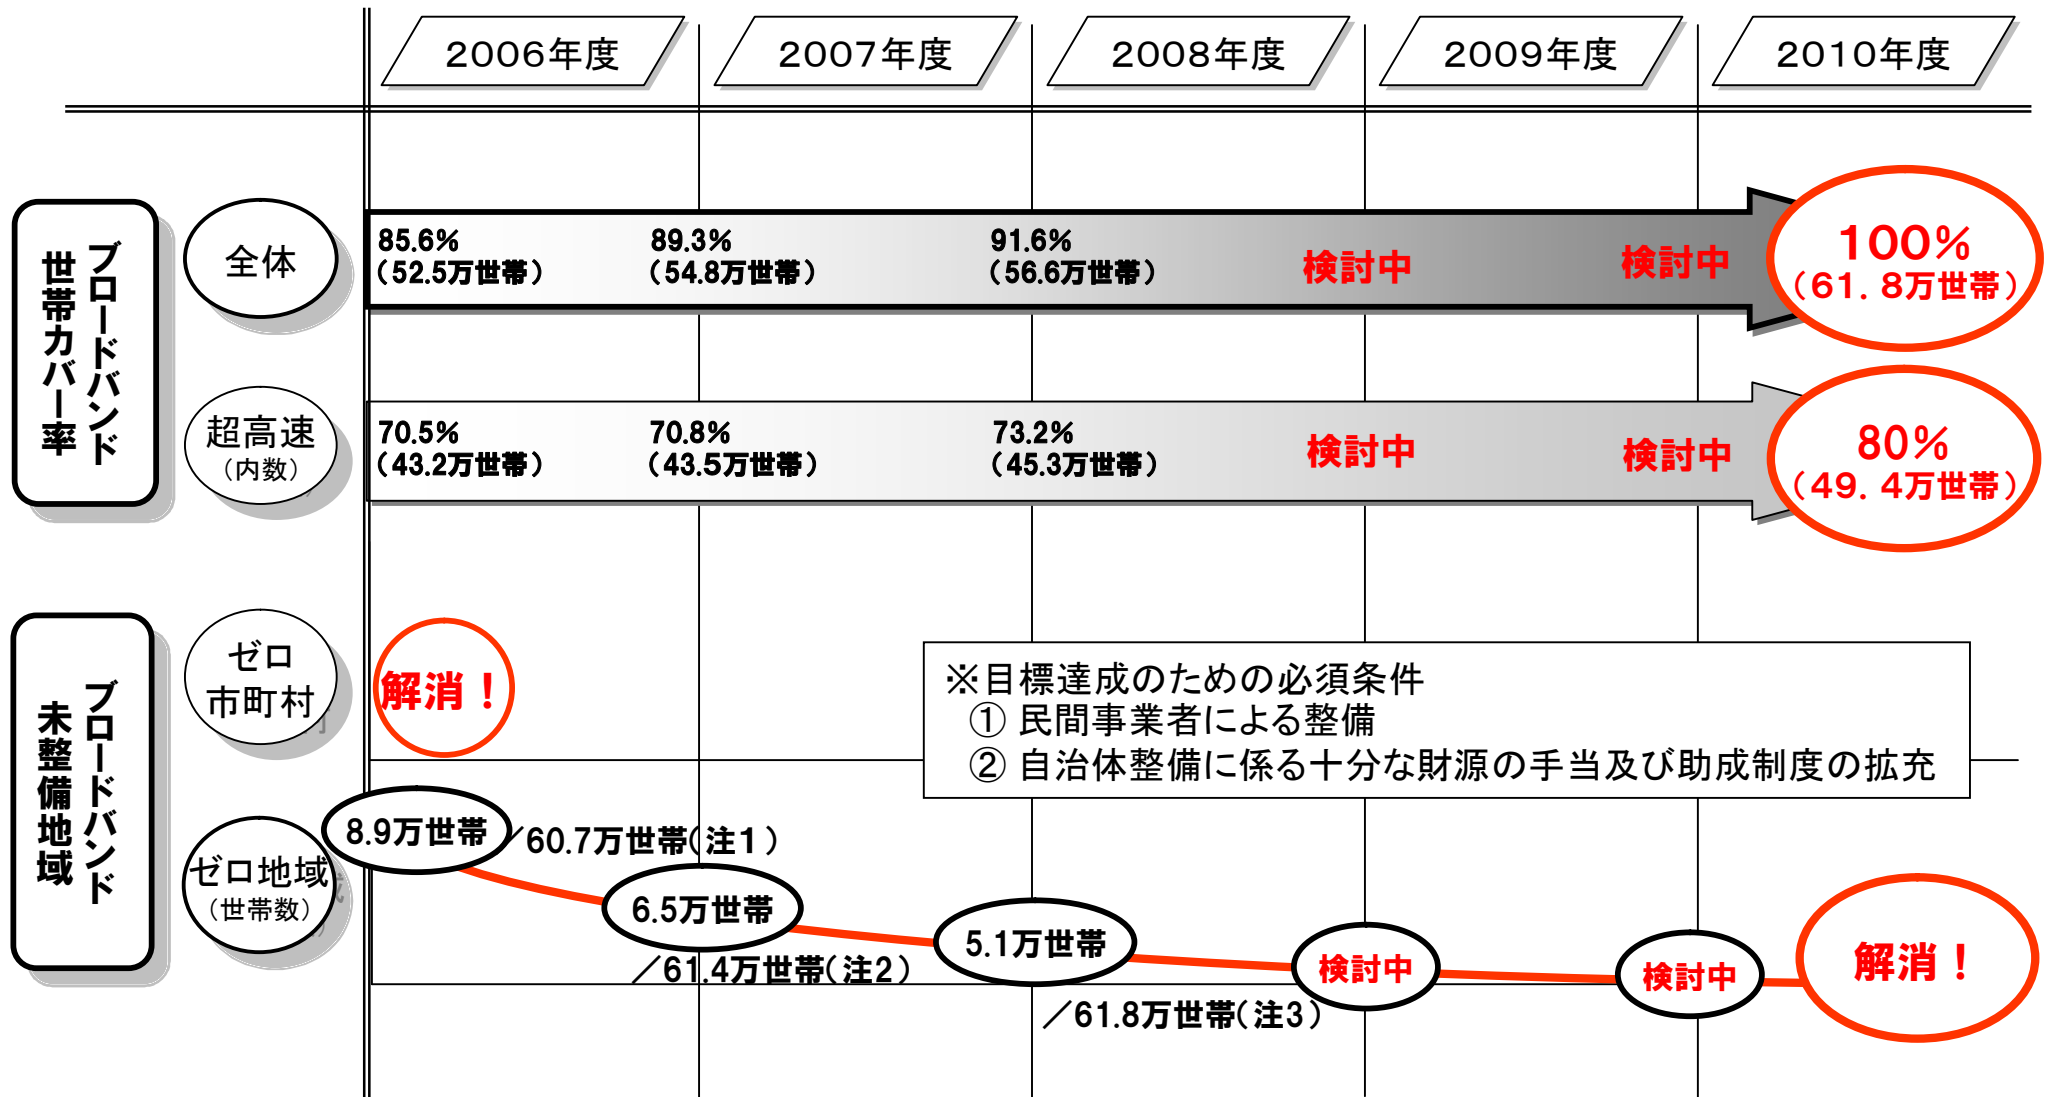 2006年度
2007年度
2008年度
2009年度
2010年度
ブロードバンド
世帯カバー率
全体
85.6%
（52.5万世帯）
89.3%
（54.8万世帯）
91.6%
（56.6万世帯）
検討中
検討中
100%
（61．8万世帯）
超高速
（内数）
70.5%
（43.2万世帯）
70.8%
（43.5万世帯）
73.2%
（45.3万世帯）
検討中
検討中
80%
（49．4万世帯）
ブロードバンド
未整備地域
ゼロ
市町村
解消！
※目標達成のための必須条件
① 民間事業者による整備
② 自治体整備に係る十分な財源の手当及び助成制度の拡充
ゼロ地域
（世帯数）
8.9万世帯
／60.7万世帯（注1）
6.5万世帯
／61.4万世帯（注2）
5.1万世帯
／61.8万世帯（注3）
検討中
検討中
解消！